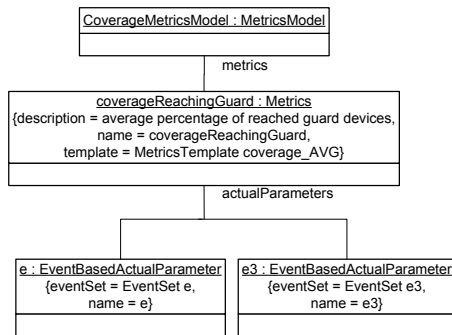 CoverageMetricsModel : MetricsModel
metrics
coverageReachingGuard : Metrics
{description = average percentage of reached guard devices,
name = coverageReachingGuard,
template = MetricsTemplate coverage_AVG}
actualParameters
e : EventBasedActualParameter
{eventSet = EventSet e,
name = e}
e3 : EventBasedActualParameter
{eventSet = EventSet e3,
name = e3}